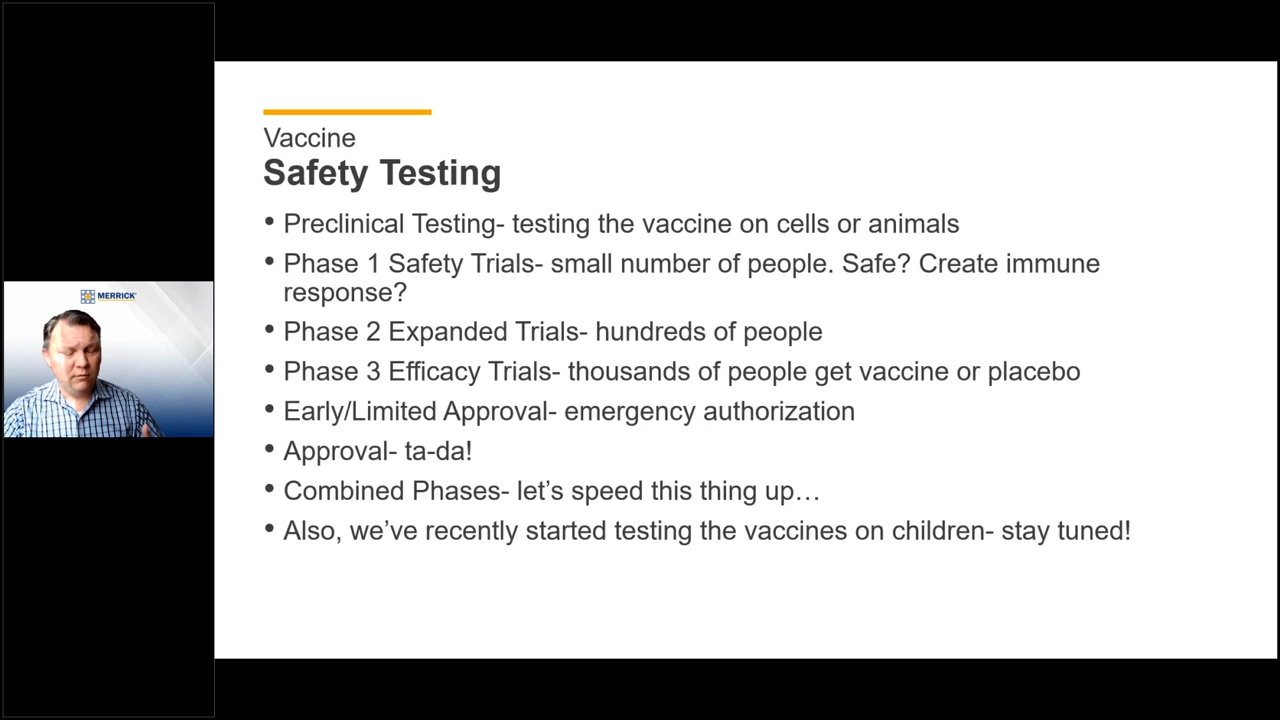 MERRICK
Vaccine
Safety Testing
• Preclinical Testing- testing the vaccine on cells or animals
• Phase 1 Safety Trials- small number of people. Safe? Create immune
response?
• Phase 2 Expanded Trials- hundreds of people
• Phase 3 Efficacy Trials- thousands of people get vaccine or placebo
• Early/Limited Approval- emergency authorization
• Approval- ta-da!
• Combined Phases- let’s speed this thing up…
• Also, we’ve recently started testing the vaccines on children- stay tuned!